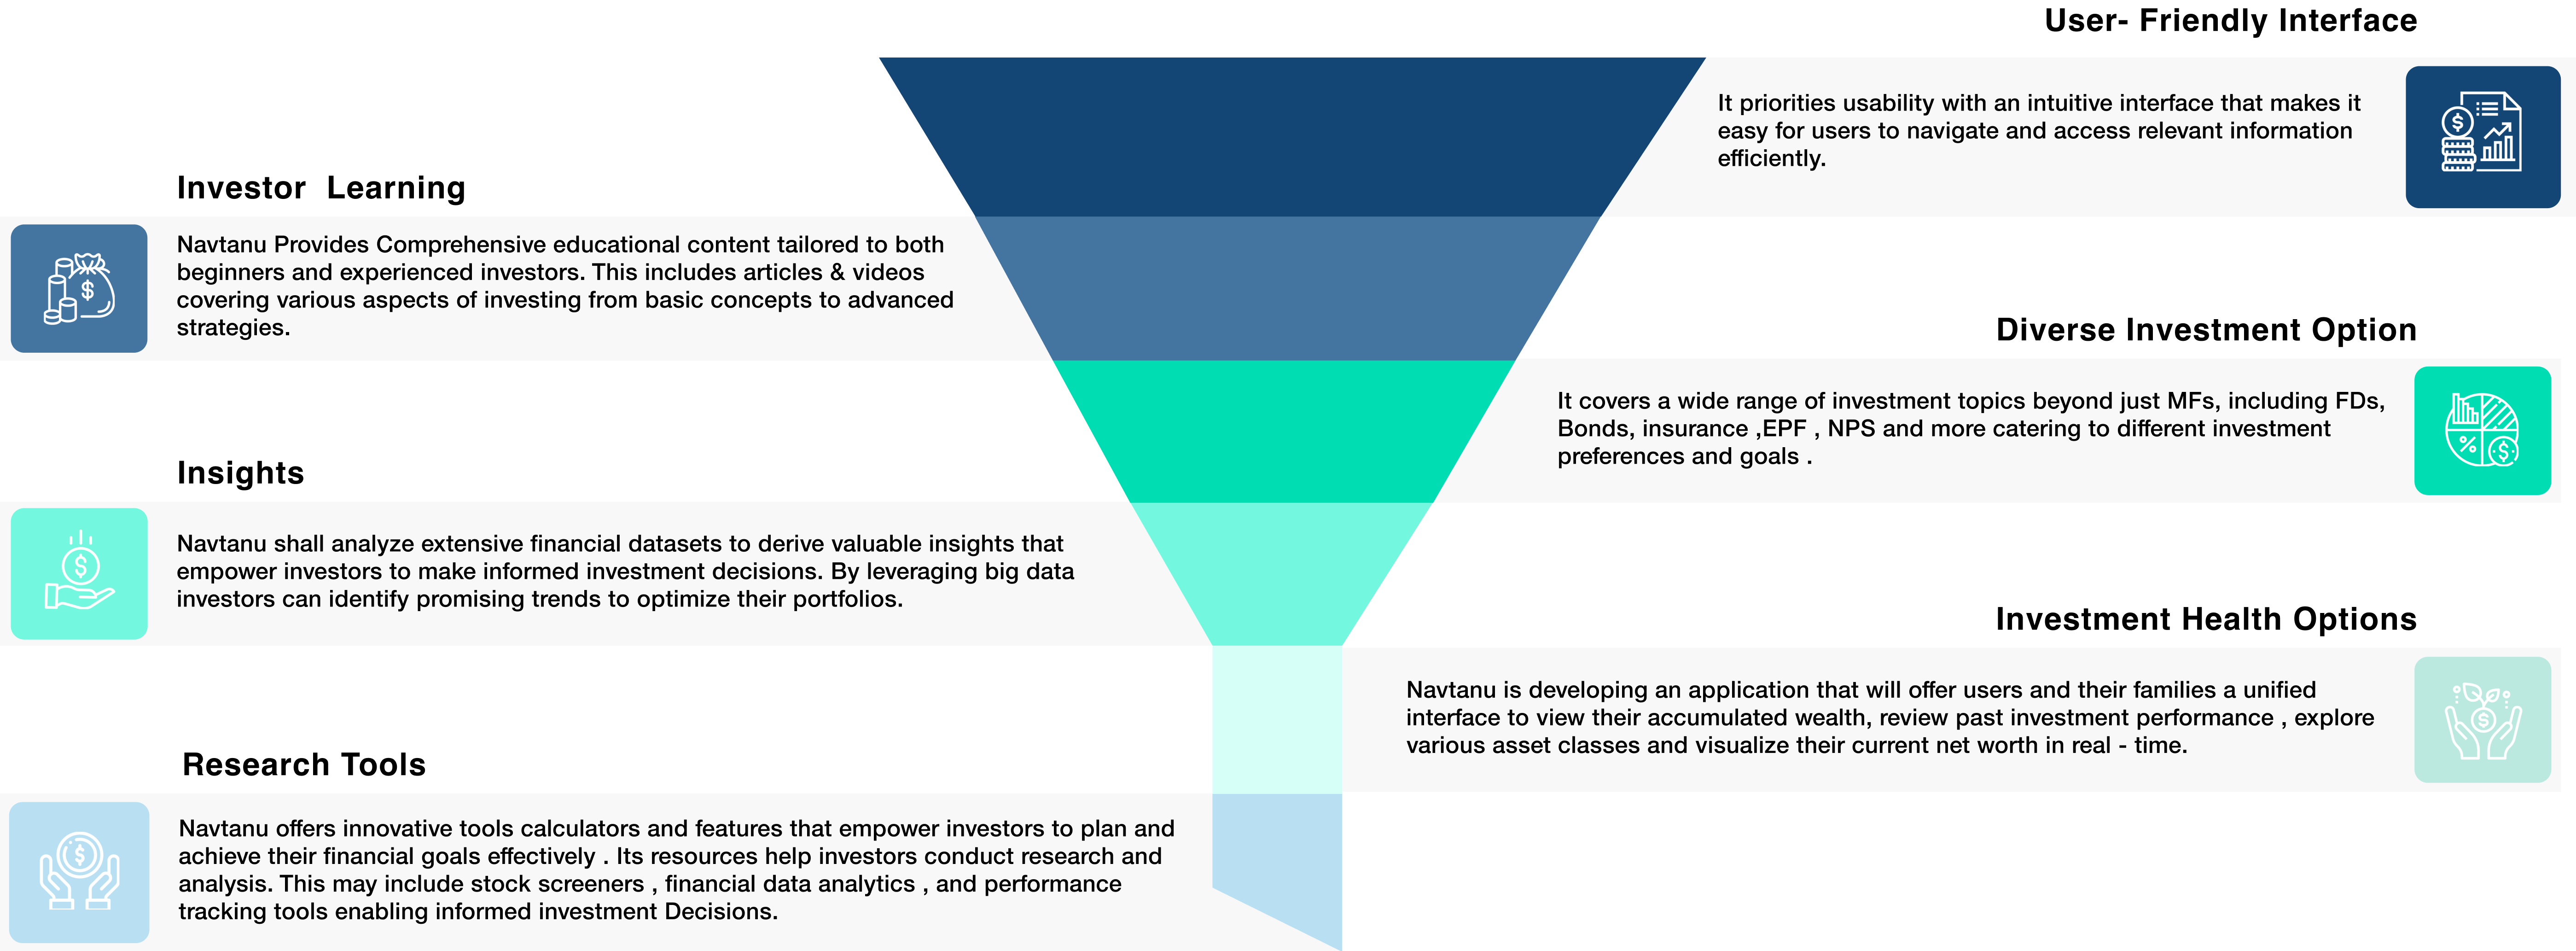 User- Friendly Interface
It priorities usability with an intuitive interface that makes it
easy for users to navigate and access relevant information
efficiently.
Investor  Learning
Navtanu Provides Comprehensive educational content tailored to both
beginners and experienced investors. This includes articles & videos
covering various aspects of investing from basic concepts to advanced
strategies.
Diverse Investment Option
It covers a wide range of investment topics beyond just MFs, including FDs,
Bonds, insurance ,EPF , NPS and more catering to different investment
preferences and goals .
Insights
Navtanu shall analyze extensive financial datasets to derive valuable insights that
empower investors to make informed investment decisions. By leveraging big data
investors can identify promising trends to optimize their portfolios.
Investment Health Options
Navtanu is developing an application that will offer users and their families a unified
interface to view their accumulated wealth, review past investment performance , explore
various asset classes and visualize their current net worth in real - time.
Research Tools
Navtanu offers innovative tools calculators and features that empower investors to plan and
achieve their financial goals effectively . Its resources help investors conduct research and
analysis. This may include stock screeners , financial data analytics , and performance
tracking tools enabling informed investment Decisions.